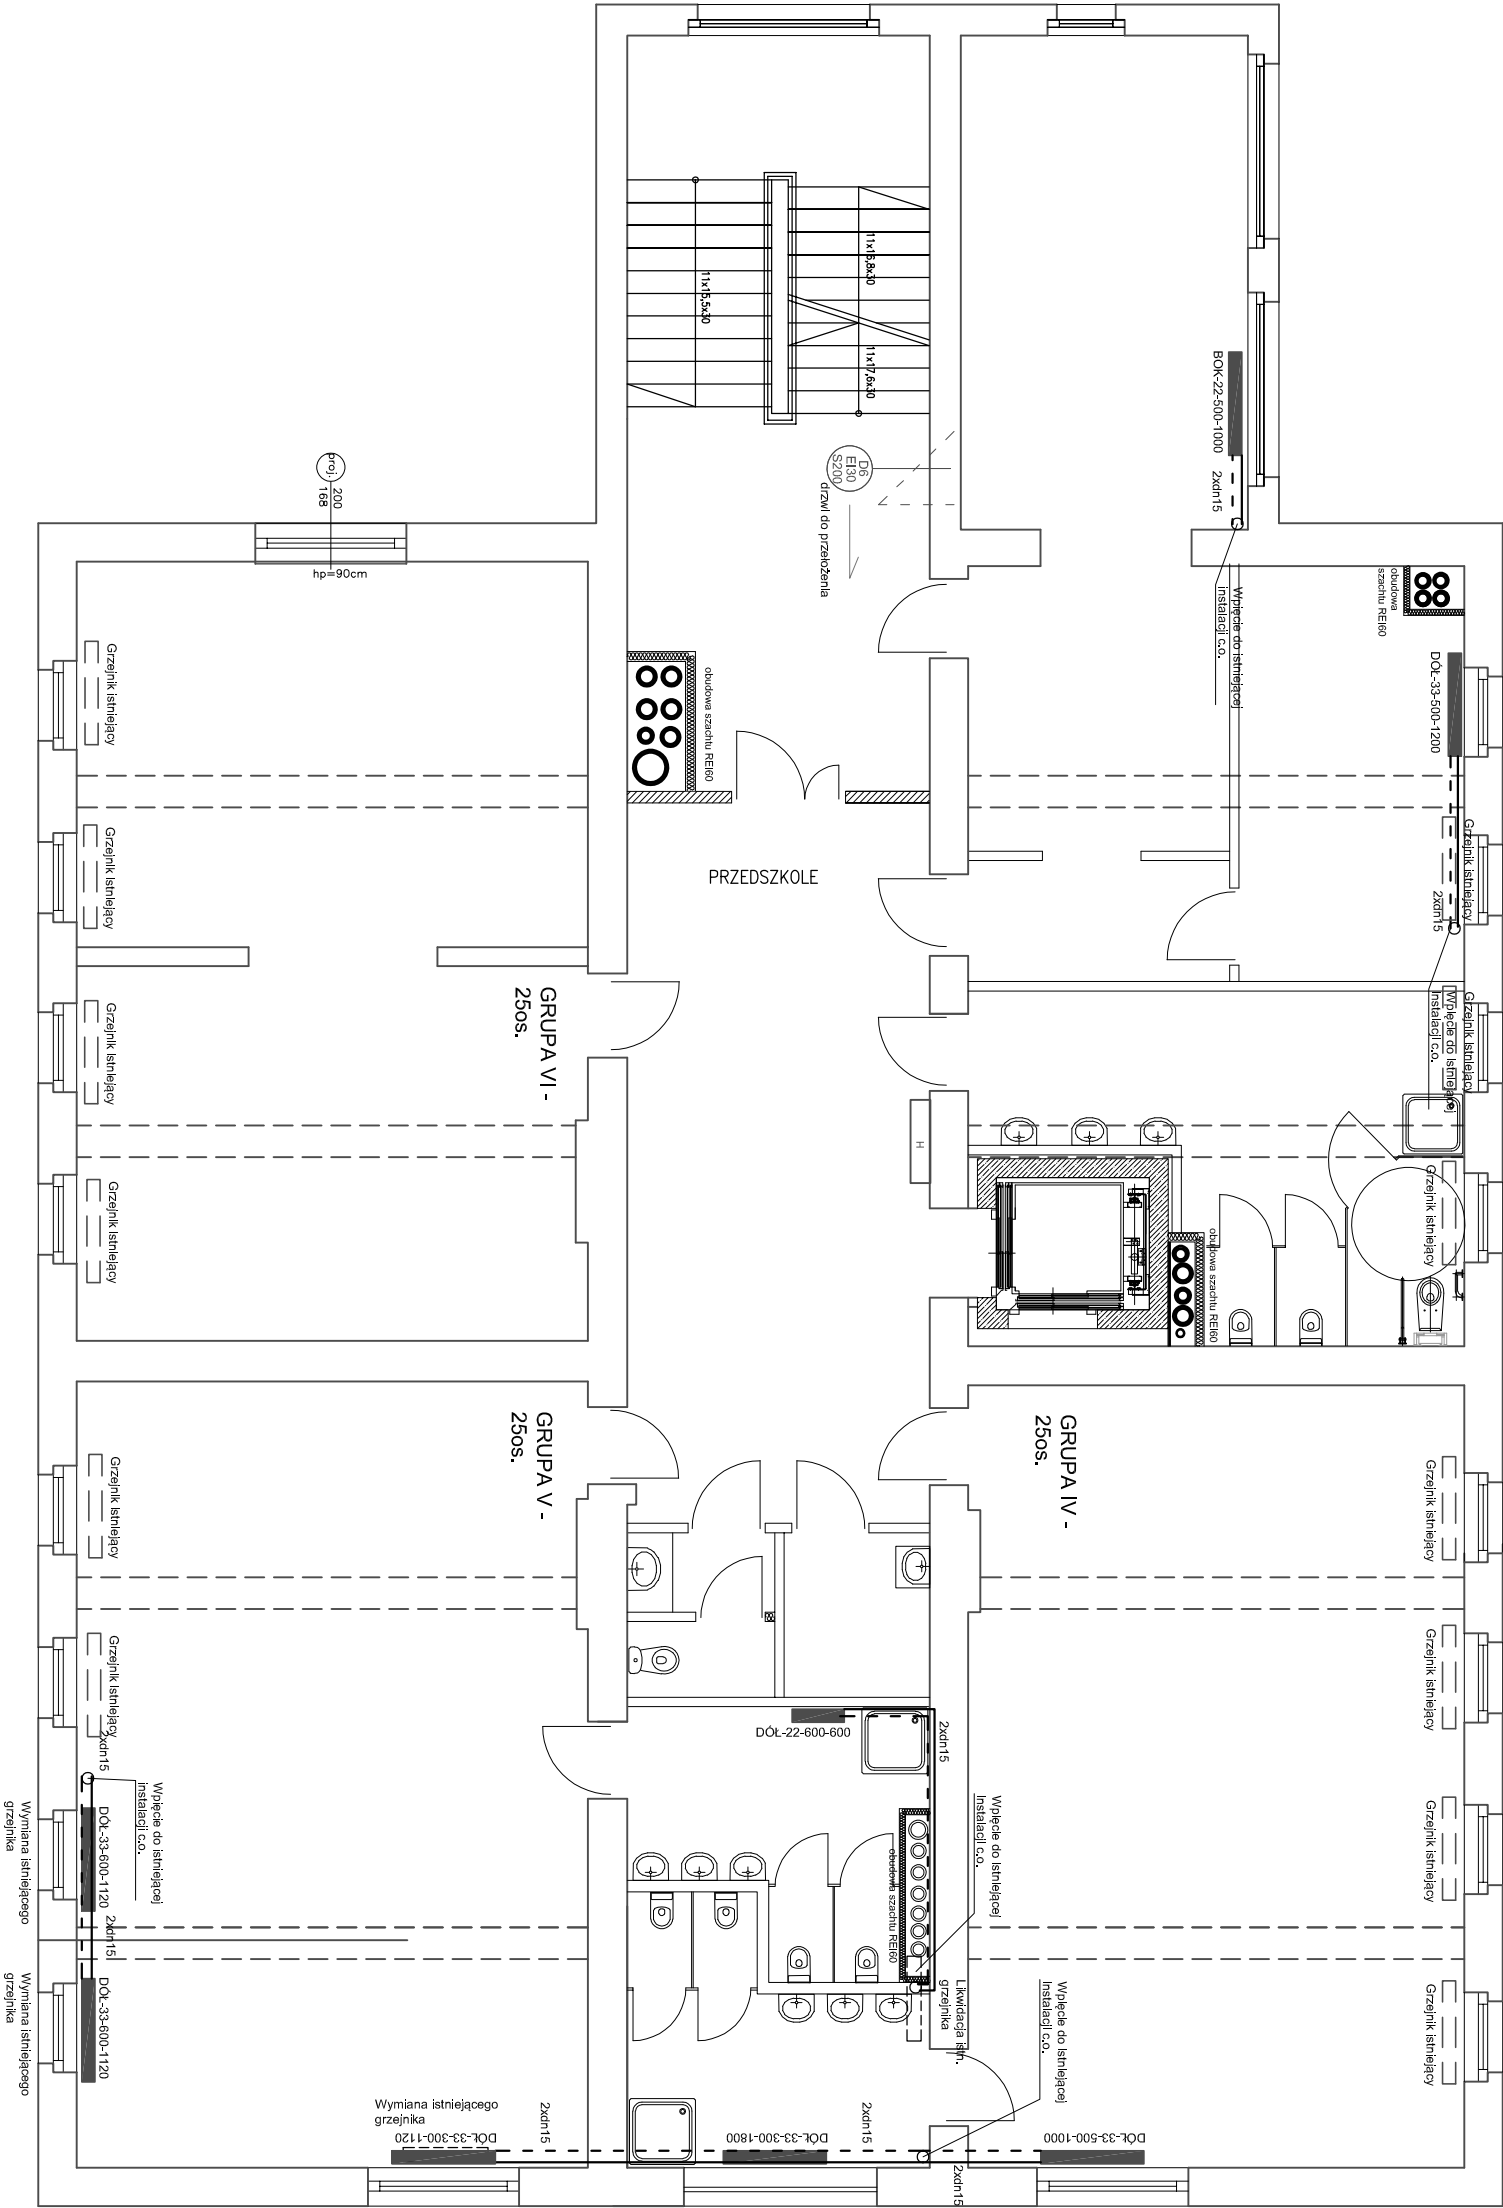 11x15,5x30
11x16,8x30
11x17,6x30
BOK-22-500-1000
2xdn15
D6
EI30
S200
drzwi do przełożenia
proj.
200
168
hp=90cm
Wpięcie do istniejącej
instalacji c.o.
obudowa
szachtu REI60
DÓŁ-33-500-1200
Grzejnik istniejący
obudowa szachtu REI60
Grzejnik istniejący
Grzejnik istniejący
2xdn15
PRZEDSZKOLE
GRUPA VI -
25os.
Grzejnik istniejący
Grzejnik istniejący
Wpięcie do istniejącej
instalacji c.o.
H
Grzejnik istniejący
Grzejnik istniejący
obudowa szachtu REI60
GRUPA V -
25os.
GRUPA IV -
25os.
Grzejnik istniejący
Grzejnik istniejący
Grzejnik istniejący
Grzejnik istniejący
2xdn15
DÓŁ-22-600-600
2xdn15
Wpięcie do istniejącej
instalacji c.o.
Wpięcie do istniejącej
instalacji c.o.
Grzejnik istniejący
DÓŁ-33-600-1120
Wymiana istniejącego
grzejnika
obudowa szachtu REI60
2xdn15
DÓŁ-33-600-1120
Wymiana istniejącego
grzejnika
Likwidacja istn.
grzejnika
Wpięcie do istniejącej
instalacji c.o.
Grzejnik istniejący
Wymiana istniejącego
grzejnika
DÓŁ-33-300-1120
2xdn15
DÓŁ-33-300-1800
2xdn15
DÓŁ-33-500-1000
2xdn15